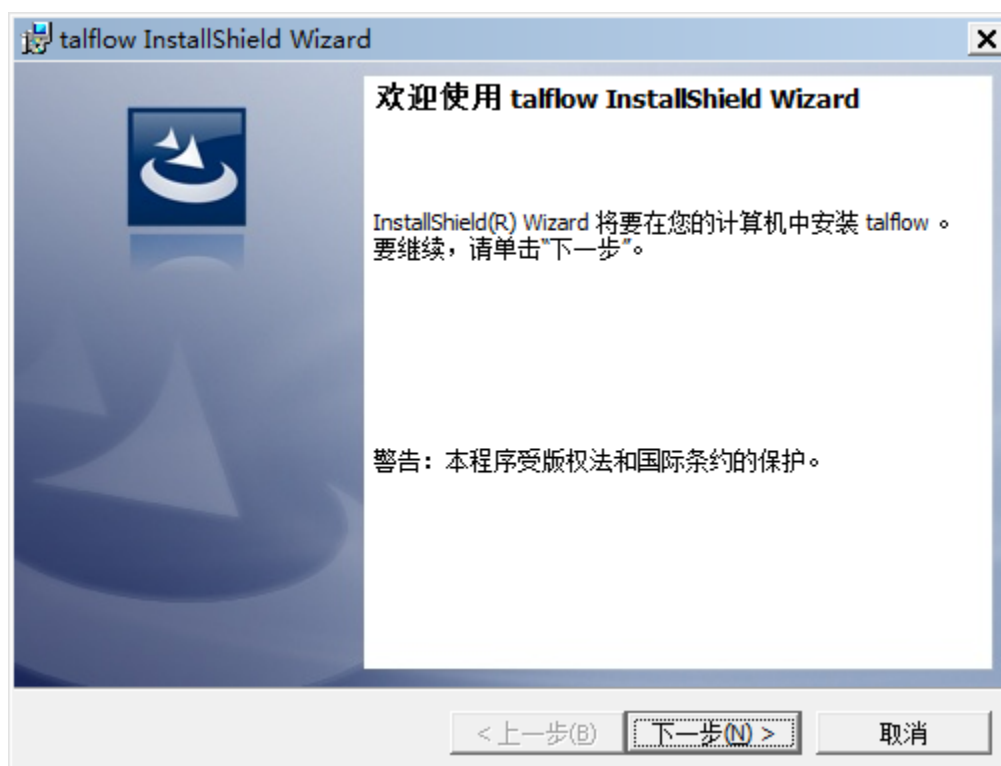 talflow InstallShield Wizard
欢迎使用 talflow InstallShield Wizard
InstallShield(R) Wizard 将要在您的计算机中安装 talflow 。
要继续，请单击“下一步”。
警告：本程序受版权法和国际条约的保护。
< 上一步(B)
下一步(N) >
取消